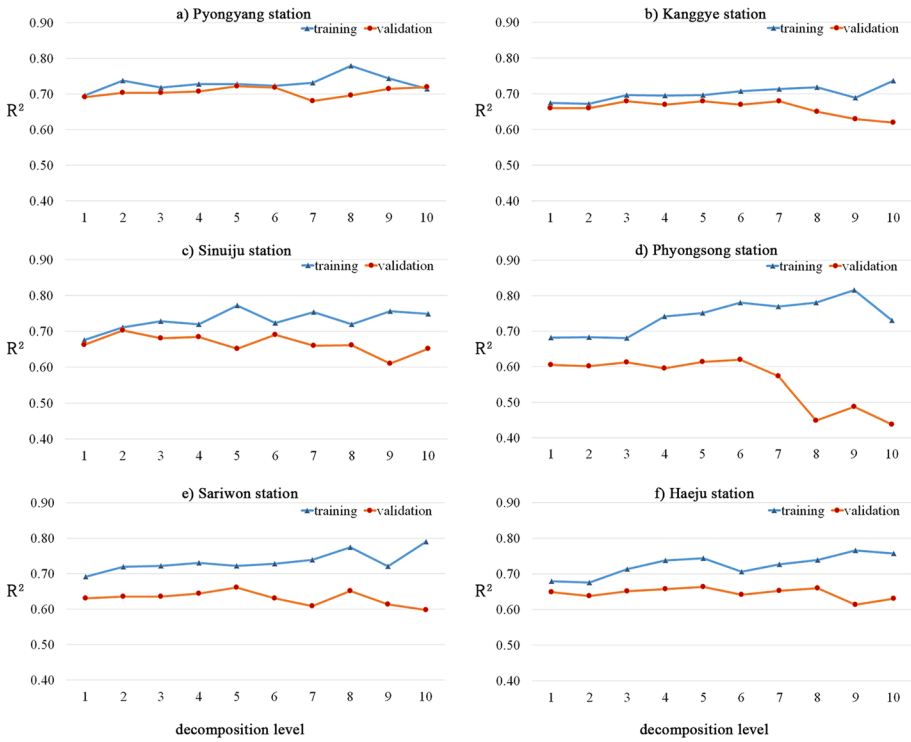 a) Pyongyang station
training validation
0.90
0.80
0.70
0.60
0.50
0.40
R²
1 2 3 4 5 6 7 8 9 10
b) Kanggye station
training validation
0.90
0.80
0.70
0.60
0.50
0.40
R²
1 2 3 4 5 6 7 8 9 10
c) Sinuiju station
training validation
0.90
0.80
0.70
0.60
0.50
0.40
R²
1 2 3 4 5 6 7 8 9 10
d) Phyongsong station
training validation
0.90
0.80
0.70
0.60
0.50
0.40
R²
1 2 3 4 5 6 7 8 9 10
e) Sariwon station
training validation
0.90
0.80
0.70
0.60
0.50
0.40
R²
1 2 3 4 5 6 7 8 9 10
decomposition level
f) Haeju station
training validation
0.90
0.80
0.70
0.60
0.50
0.40
R²
1 2 3 4 5 6 7 8 9 10
decomposition level